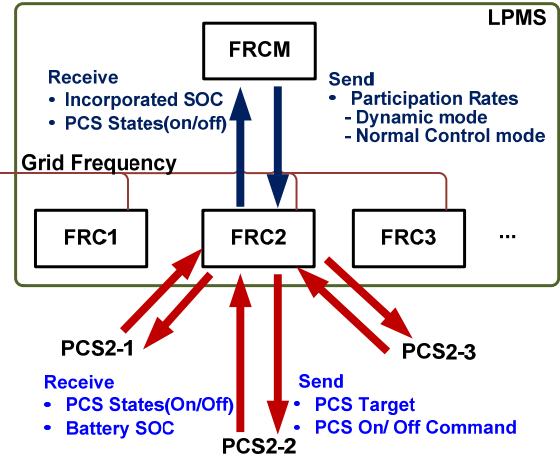 LPMS
FRCM
Receive
• Incorporated SOC
• PCS States(on/off)
Send
• Participation Rates
- Dynamic mode
- Normal Control mode
Grid Frequency
FRC1
FRC2
FRC3
...
PCS2-1
PCS2-3
Receive
• PCS States(On/Off)
• Battery SOC
Send
• PCS Target
• PCS On/ Off Command
PCS2-2